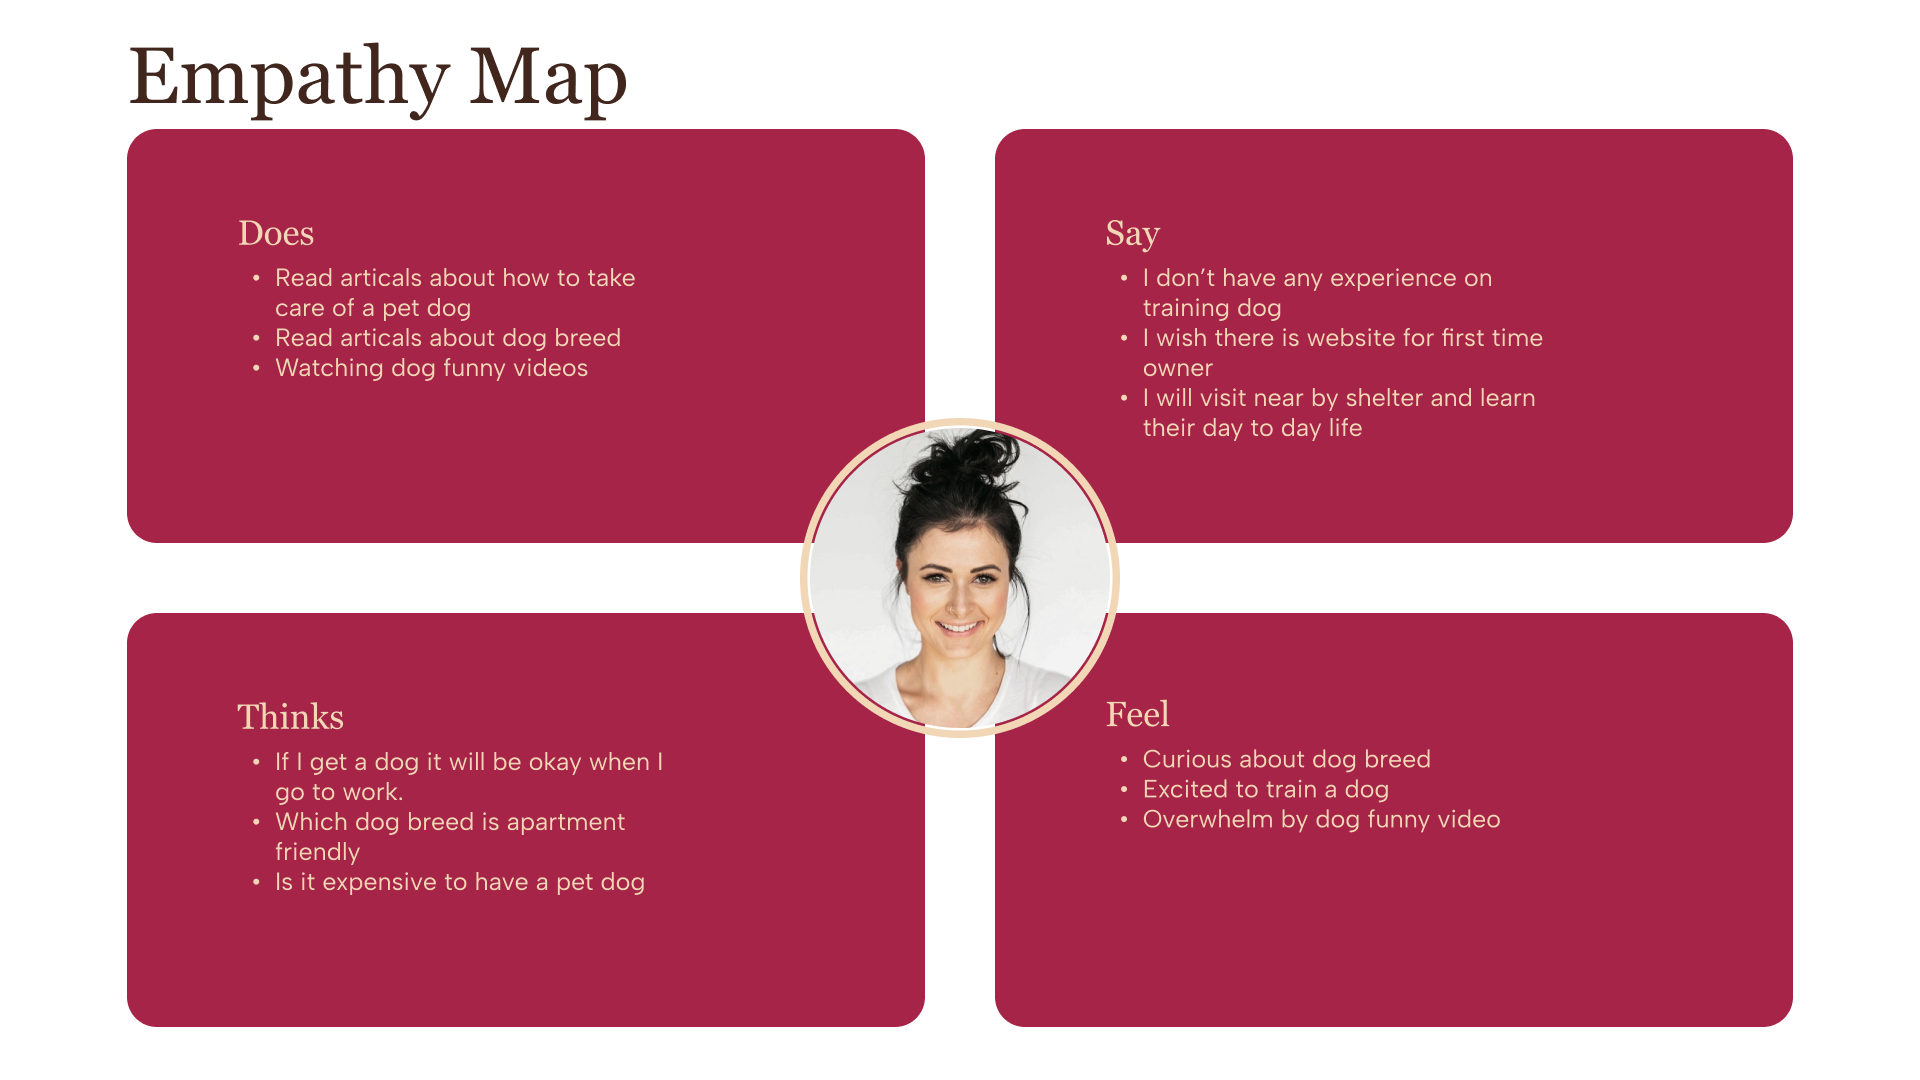 Empathy Map
Does
• Read articals about how to take
care of a pet dog
• Read articals about dog breed
• Watching dog funny videos
Say
• I don’t have any experience on
training dog
• I wish there is website for first time
owner
• I will visit near by shelter and learn
their day to day life
Thinks
• If I get a dog it will be okay when I
go to work.
• Which dog breed is apartment
friendly
• Is it expensive to have a pet dog
Feel
• Curious about dog breed
• Excited to train a dog
• Overwhelm by dog funny video